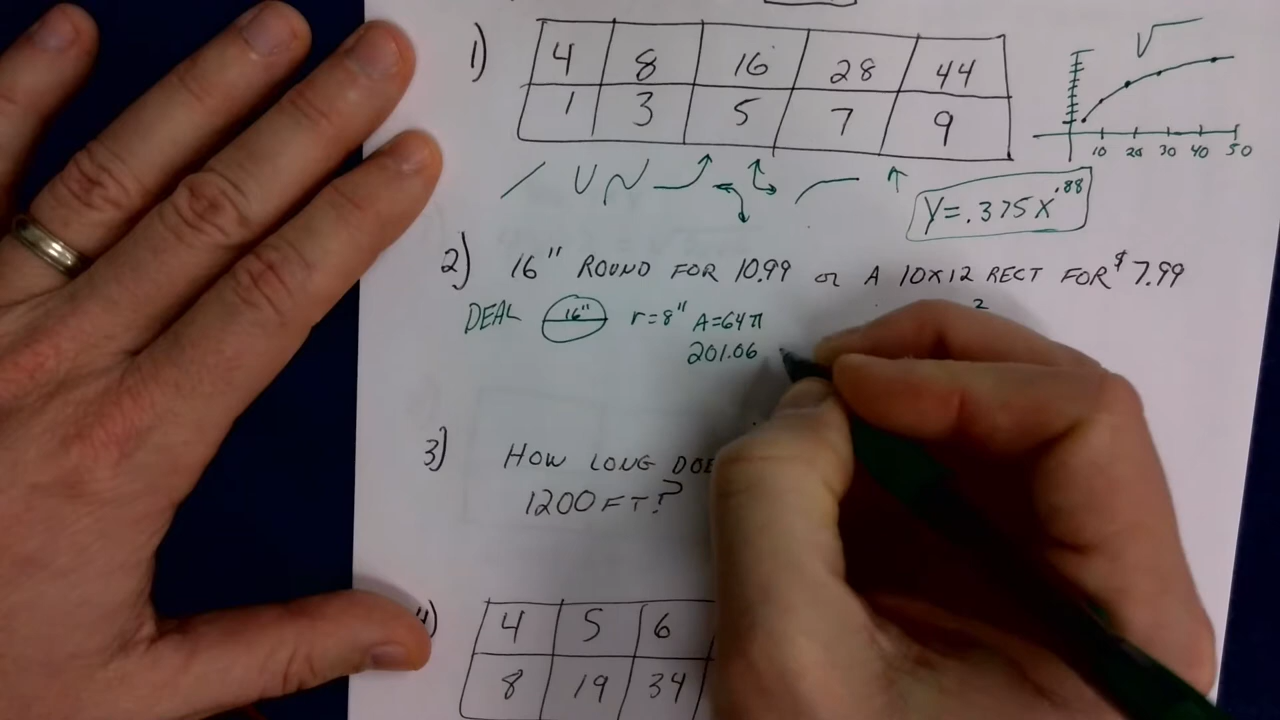 1)
4 8 16 28 44
1 3 5 7 9
√
10 20 30 40 50
y=.375x^.88
2) 16" ROUND FOR 10.99 or A 10x12 RECT FOR $7.99
DEAL 16" r=8" A=64π
2
201.06
3) HOW LONG DOE
1200 FT?
4 5 6
8 19 34